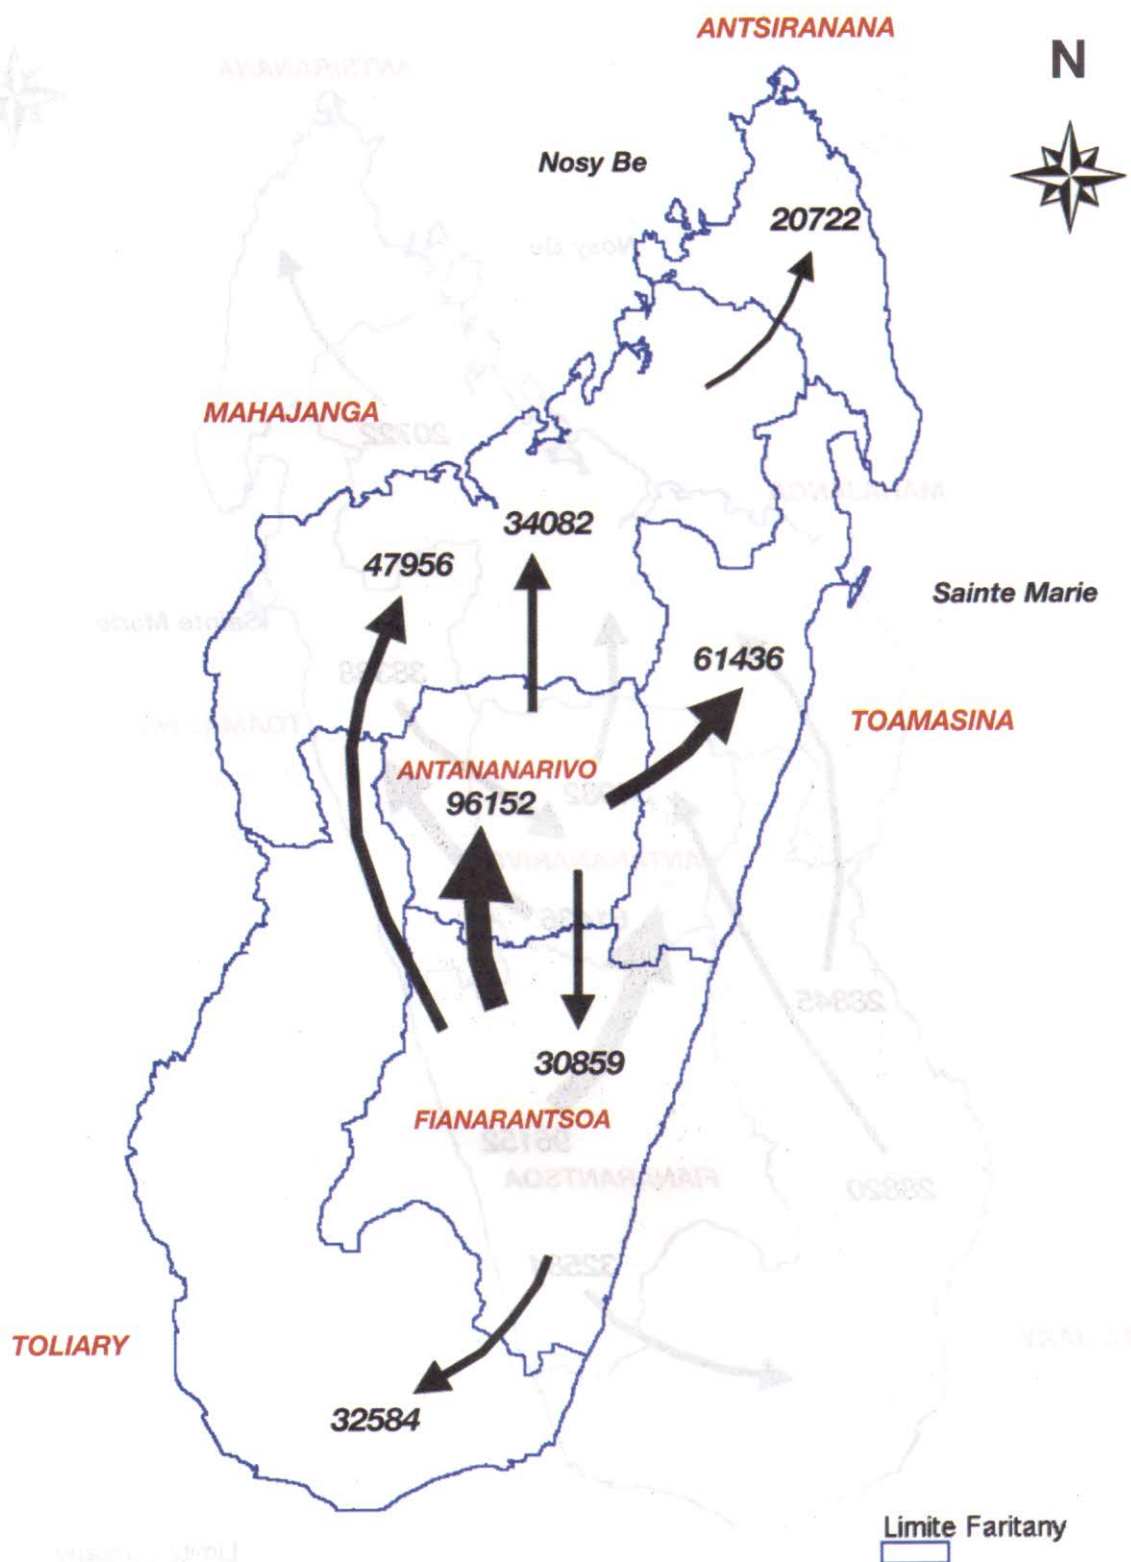 ANTSIRANANA
N
Nosy Be
20722
MAHAJANGA
34082
47956
Sainte Marie
61436
TOAMASINA
ANTANANARIVO
96152
30859
FIANARANTSOA
TOLIARY
32584
Limite Faritany